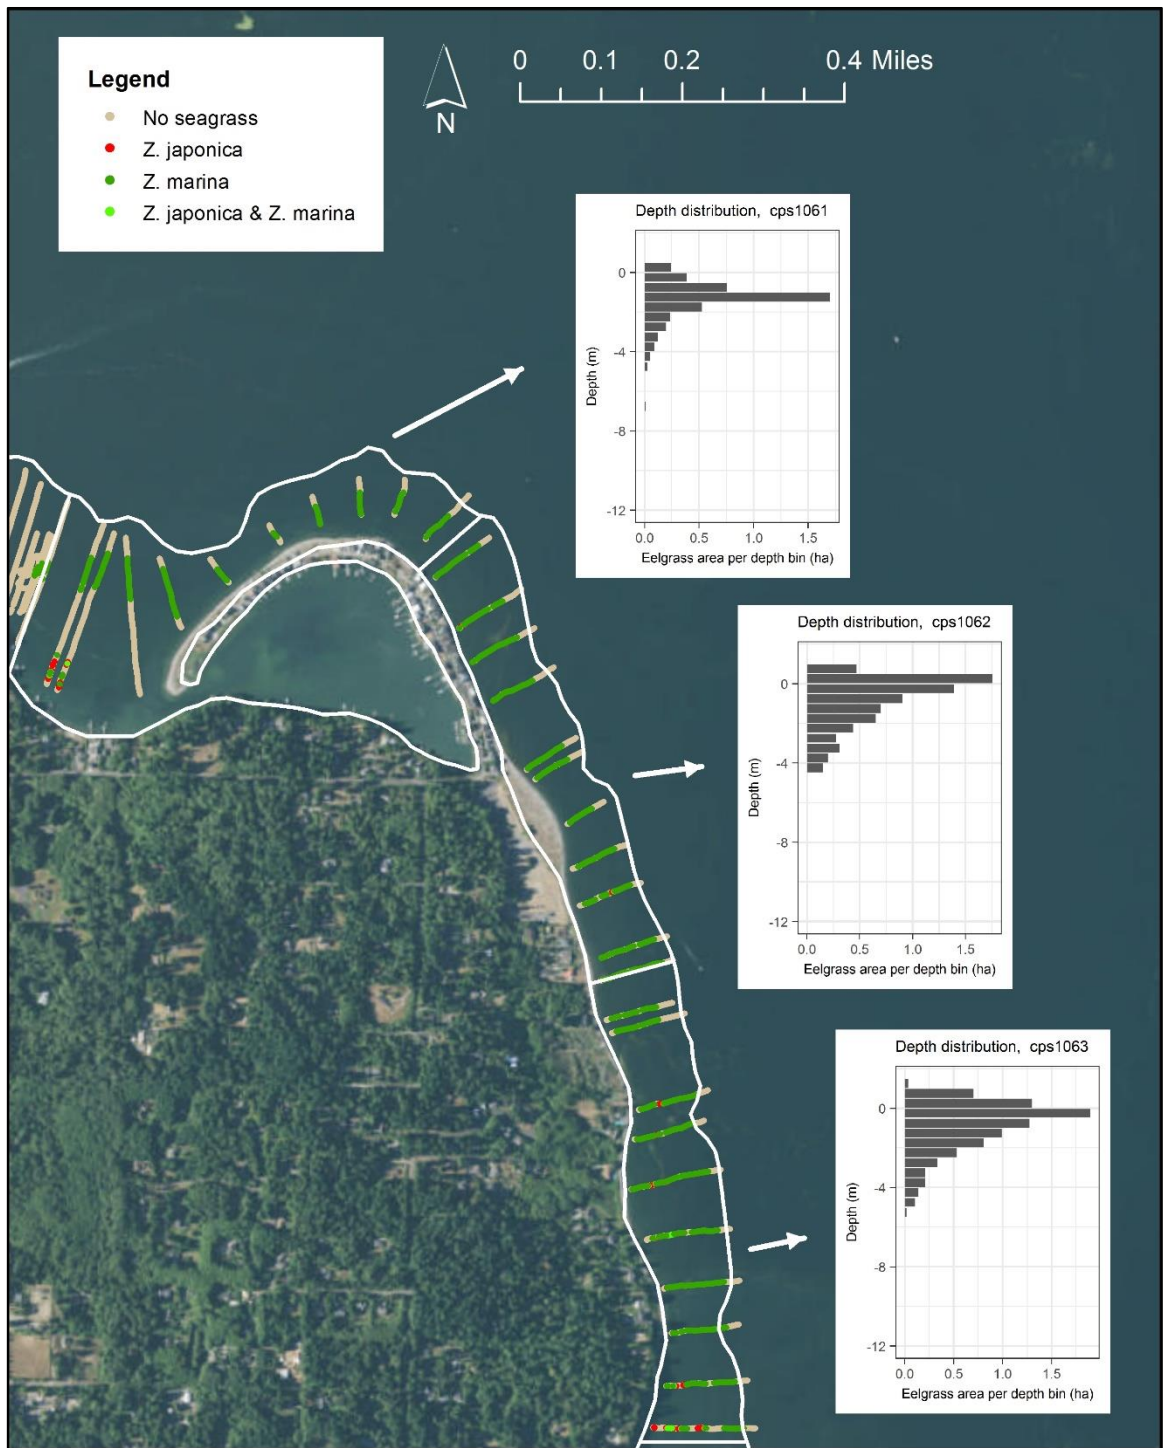 Legend
No seagrass
Z. japonica
Z. marina
Z. japonica & Z. marina
N
0 0.1 0.2 0.4 Miles
Depth distribution, cps1061
0
-4
-8
-12
Depth (m)
0.0 0.5 1.0 1.5
Eelgrass area per depth bin (ha)
Depth distribution, cps1062
0
-4
-8
-12
Depth (m)
0.0 0.5 1.0 1.5
Eelgrass area per depth bin (ha)
Depth distribution, cps1063
0
-4
-8
-12
Depth (m)
0.0 0.5 1.0 1.5
Eelgrass area per depth bin (ha)